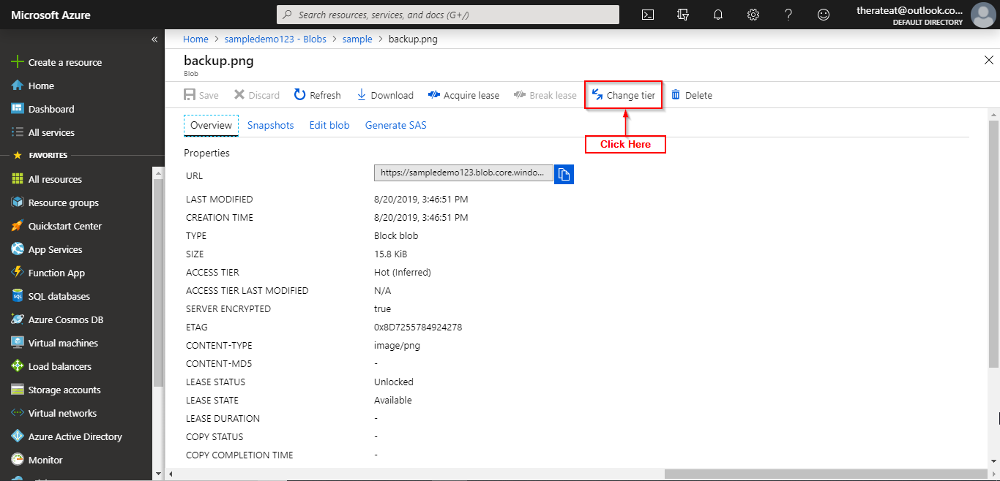 Microsoft Azure
Search resources, services, and docs (G+/)
therateat@outlook.co...
DEFAULT DIRECTORY
«
Create a resource
Home
Dashboard
All services
FAVORITES
All resources
Resource groups
Quickstart Center
App Services
Function App
SQL databases
Azure Cosmos DB
Virtual machines
Load balancers
Storage accounts
Virtual networks
Azure Active Directory
Monitor
Home > sampledemo123 - Blobs > sample > backup.png
backup.png
Blob
Save Discard Refresh Download Acquire lease Break lease Change tier Delete
Click Here
Overview Snapshots Edit blob Generate SAS
Properties
URL https://sampledemo123.blob.core.windo...
LAST MODIFIED 8/20/2019, 3:46:51 PM
CREATION TIME 8/20/2019, 3:46:51 PM
TYPE Block blob
SIZE 15.8 KiB
ACCESS TIER Hot (Inferred)
ACCESS TIER LAST MODIFIED N/A
SERVER ENCRYPTED true
ETAG 0x8D7255784924278
CONTENT-TYPE image/png
CONTENT-MD5 -
LEASE STATUS Unlocked
LEASE STATE Available
LEASE DURATION -
COPY STATUS -
COPY COMPLETION TIME -